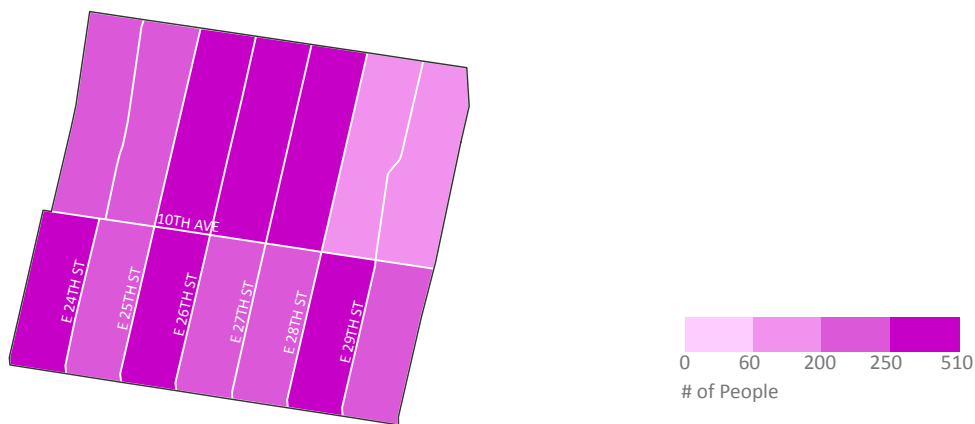 10TH AVE
E 24TH ST
E 25TH ST
E 26TH ST
E 27TH ST
E 28TH ST
E 29TH ST
0 60 200 250 510
# of People